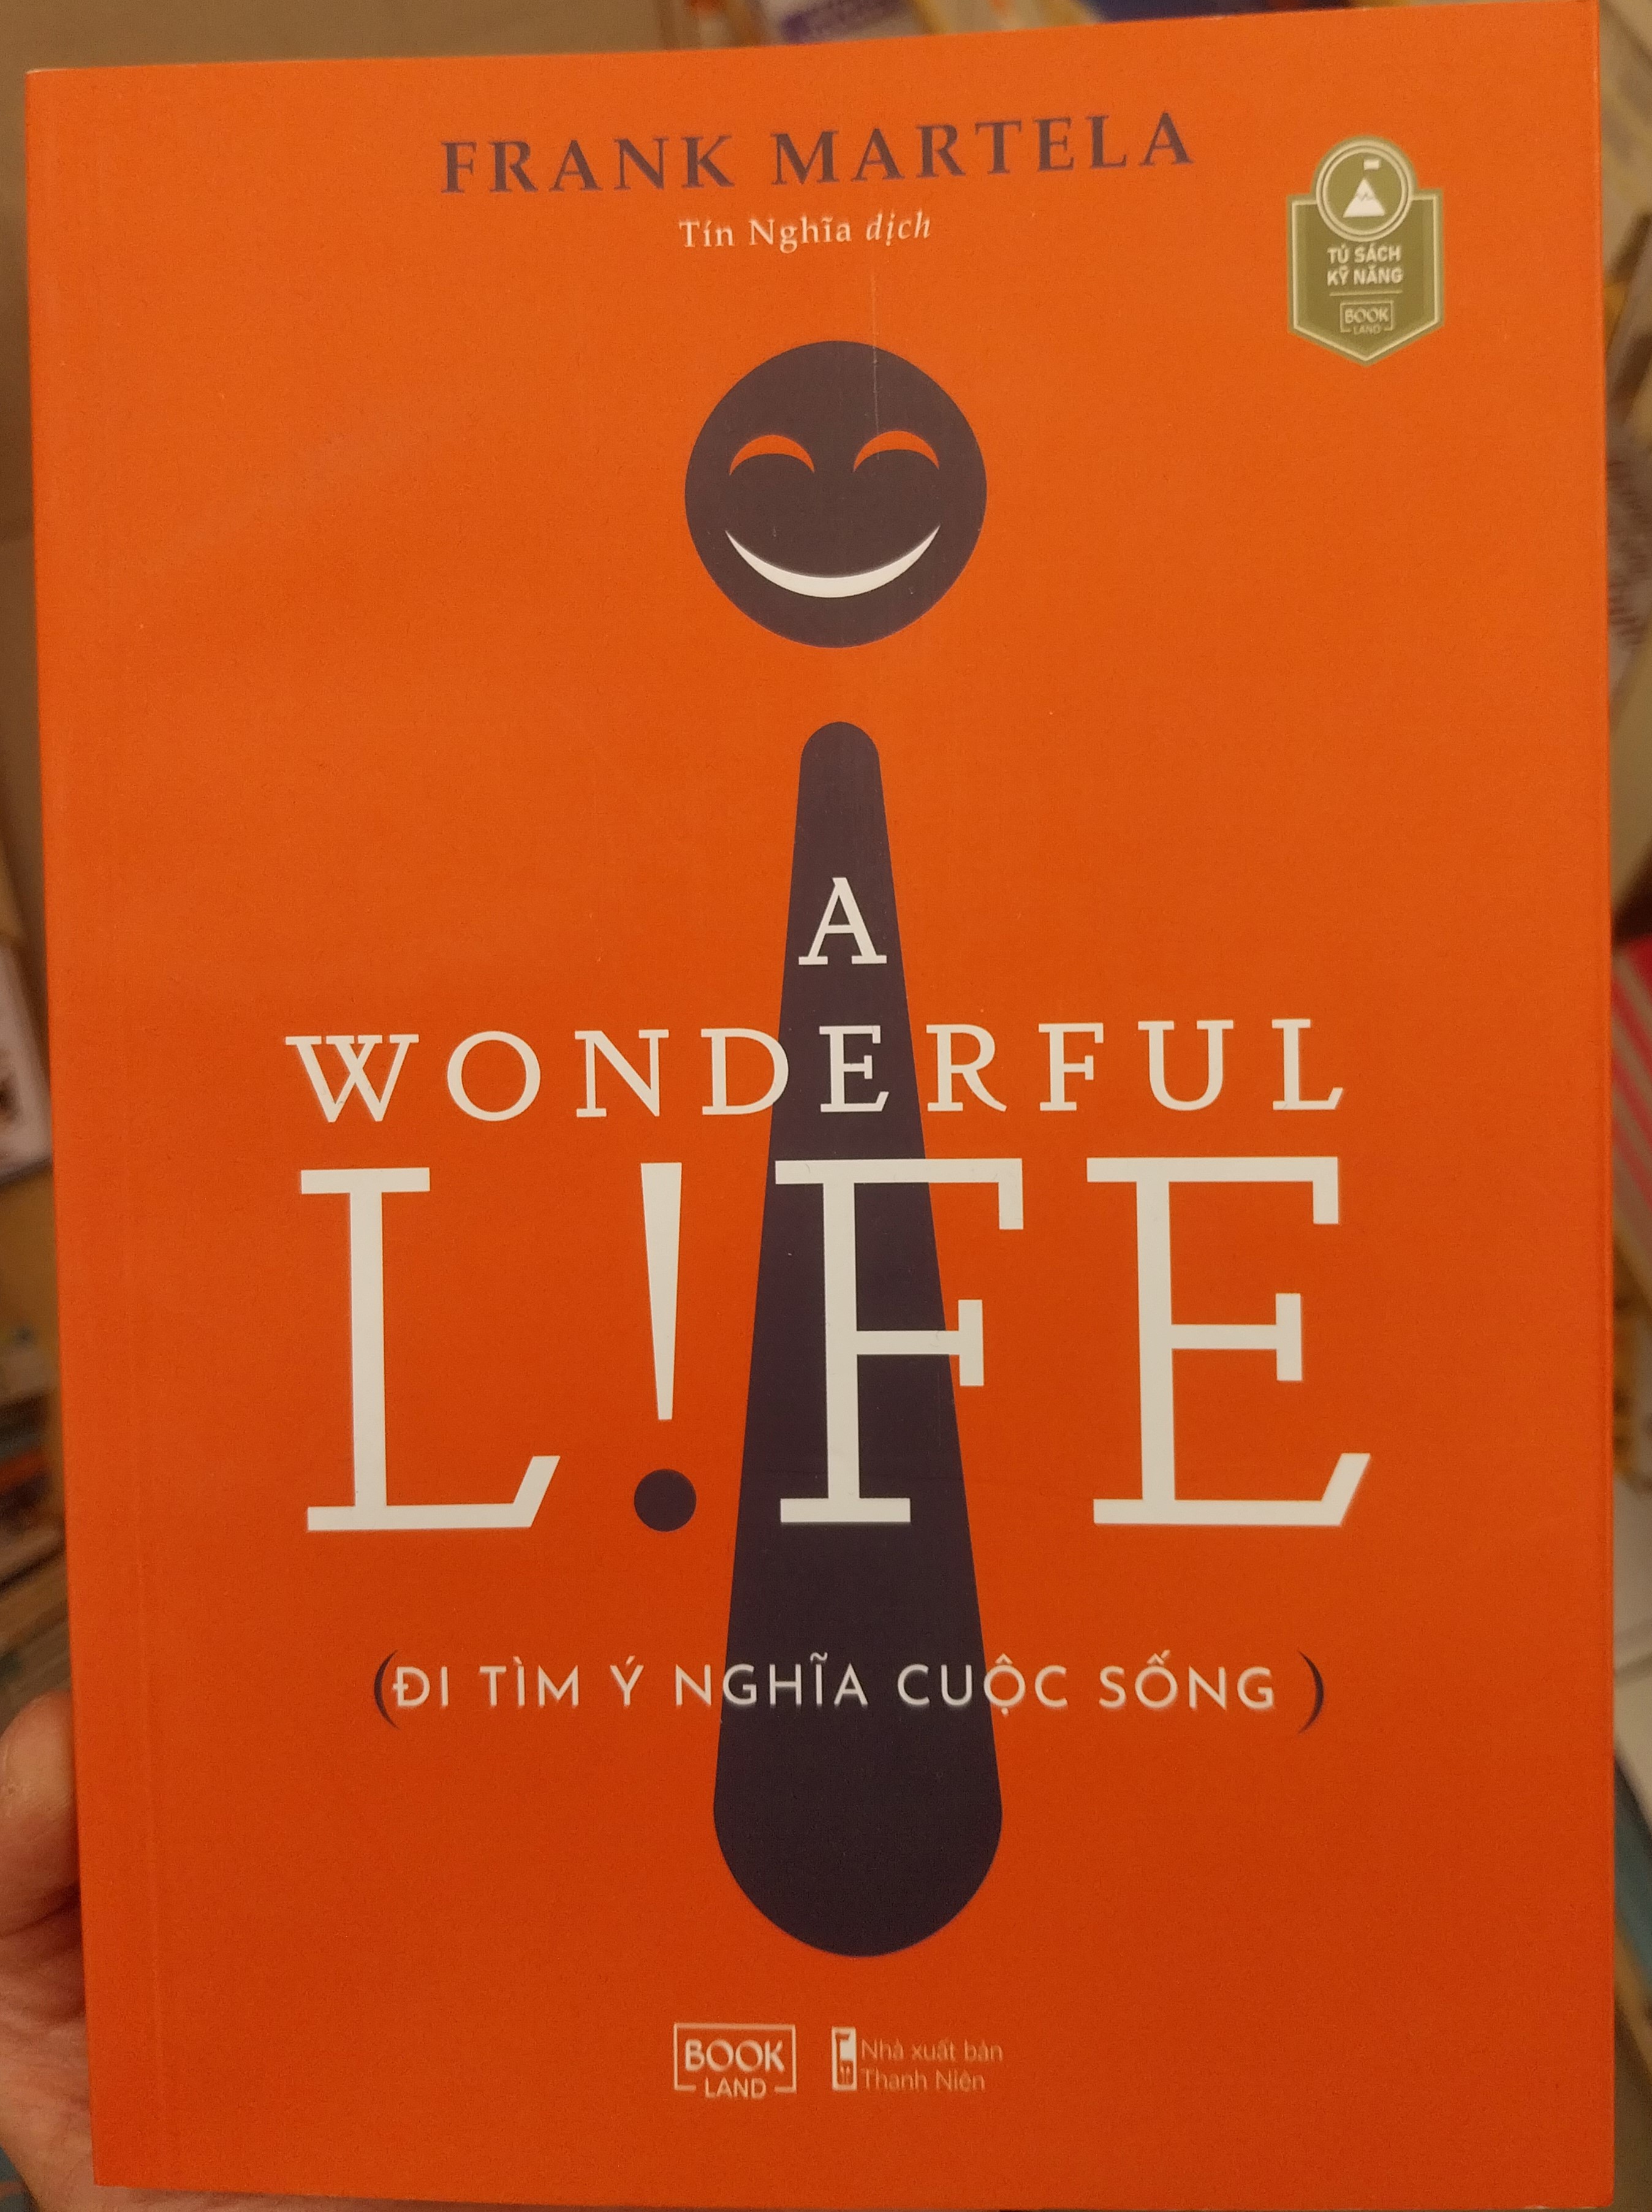 FRANK MARTELA
Tín Nghĩa dịch
TỦ SÁCH
KỸ NĂNG
BOOK
LAND
A
WONDERFUL
L!FE
(ĐI TÌM Ý NGHĨA CUỘC SỐNG)
BOOK
LAND
Nhà xuất bản
Thanh Niên